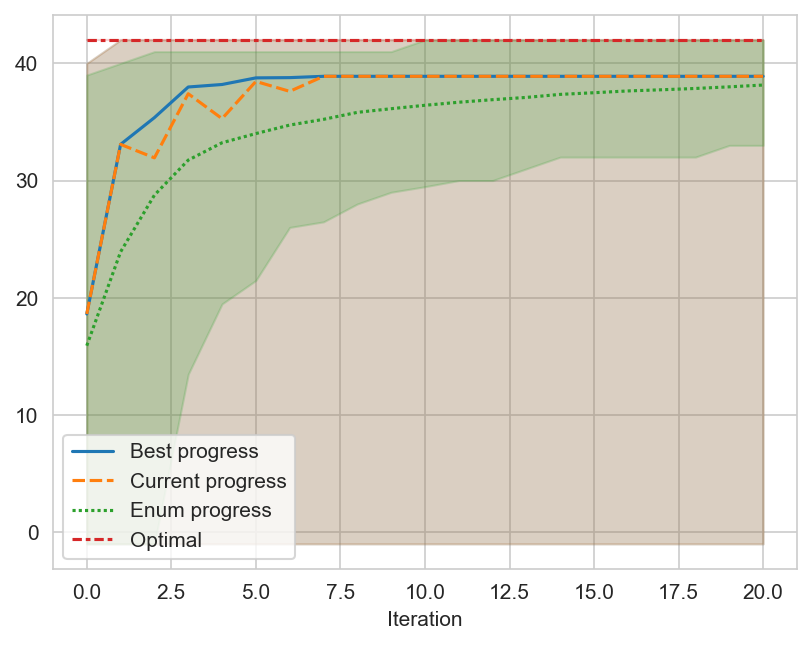 40
30
20
10
0
Best progress
Current progress
Enum progress
Optimal
0.0 2.5 5.0 7.5 10.0 12.5 15.0 17.5 20.0
Iteration